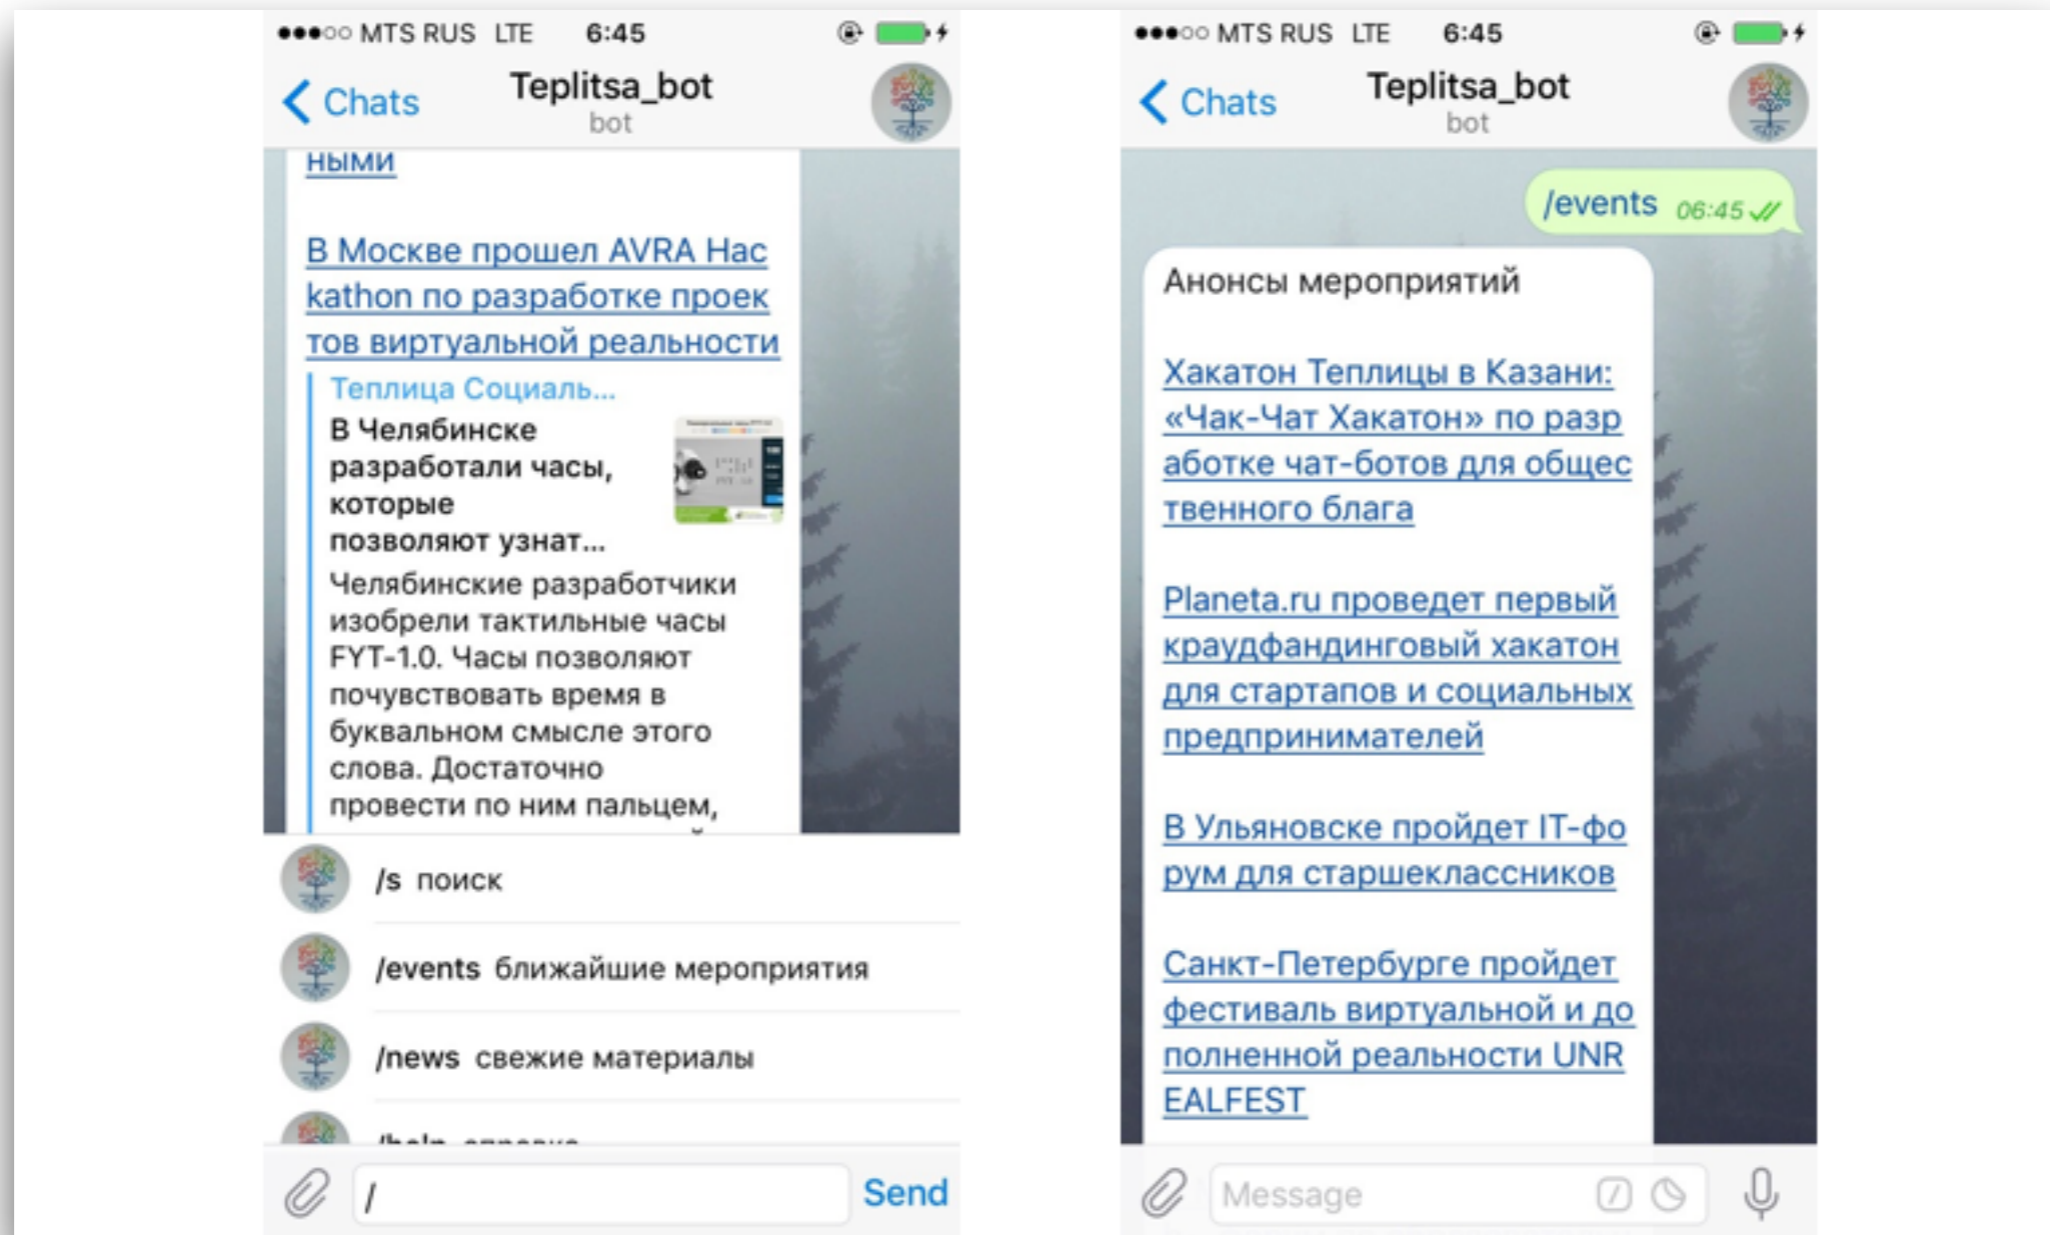 MTS RUS LTE 6:45
Chats
Teplitsa_bot
bot
ными
В Москве прошел AVRA Hac
kathon по разработке проек
тов виртуальной реальности
Теплица Социаль...
В Челябинске
разработали часы,
которые
позволяют узнат...
Челябинские разработчики
изобрели тактильные часы
FYT-1.0. Часы позволяют
почувствовать время в
буквальном смысле этого
слова. Достаточно
провести по ним пальцем,
/s поиск
/events ближайшие мероприятия
/news свежие материалы
/help справка
/
Send
MTS RUS LTE 6:45
Chats
Teplitsa_bot
bot
/events 06:45
Анонсы мероприятий
Хакатон Теплицы в Казани:
«Чак-Чат Хакатон» по разр
аботке чат-ботов для общес
твенного блага
Planeta.ru проведет первый
краудфандинговый хакатон
для стартапов и социальных
предпринимателей
В Ульяновске пройдет IT-фо
рум для старшеклассников
Санкт-Петербурге пройдет
фестиваль виртуальной и до
полненной реальности UNR
EALFEST
Message